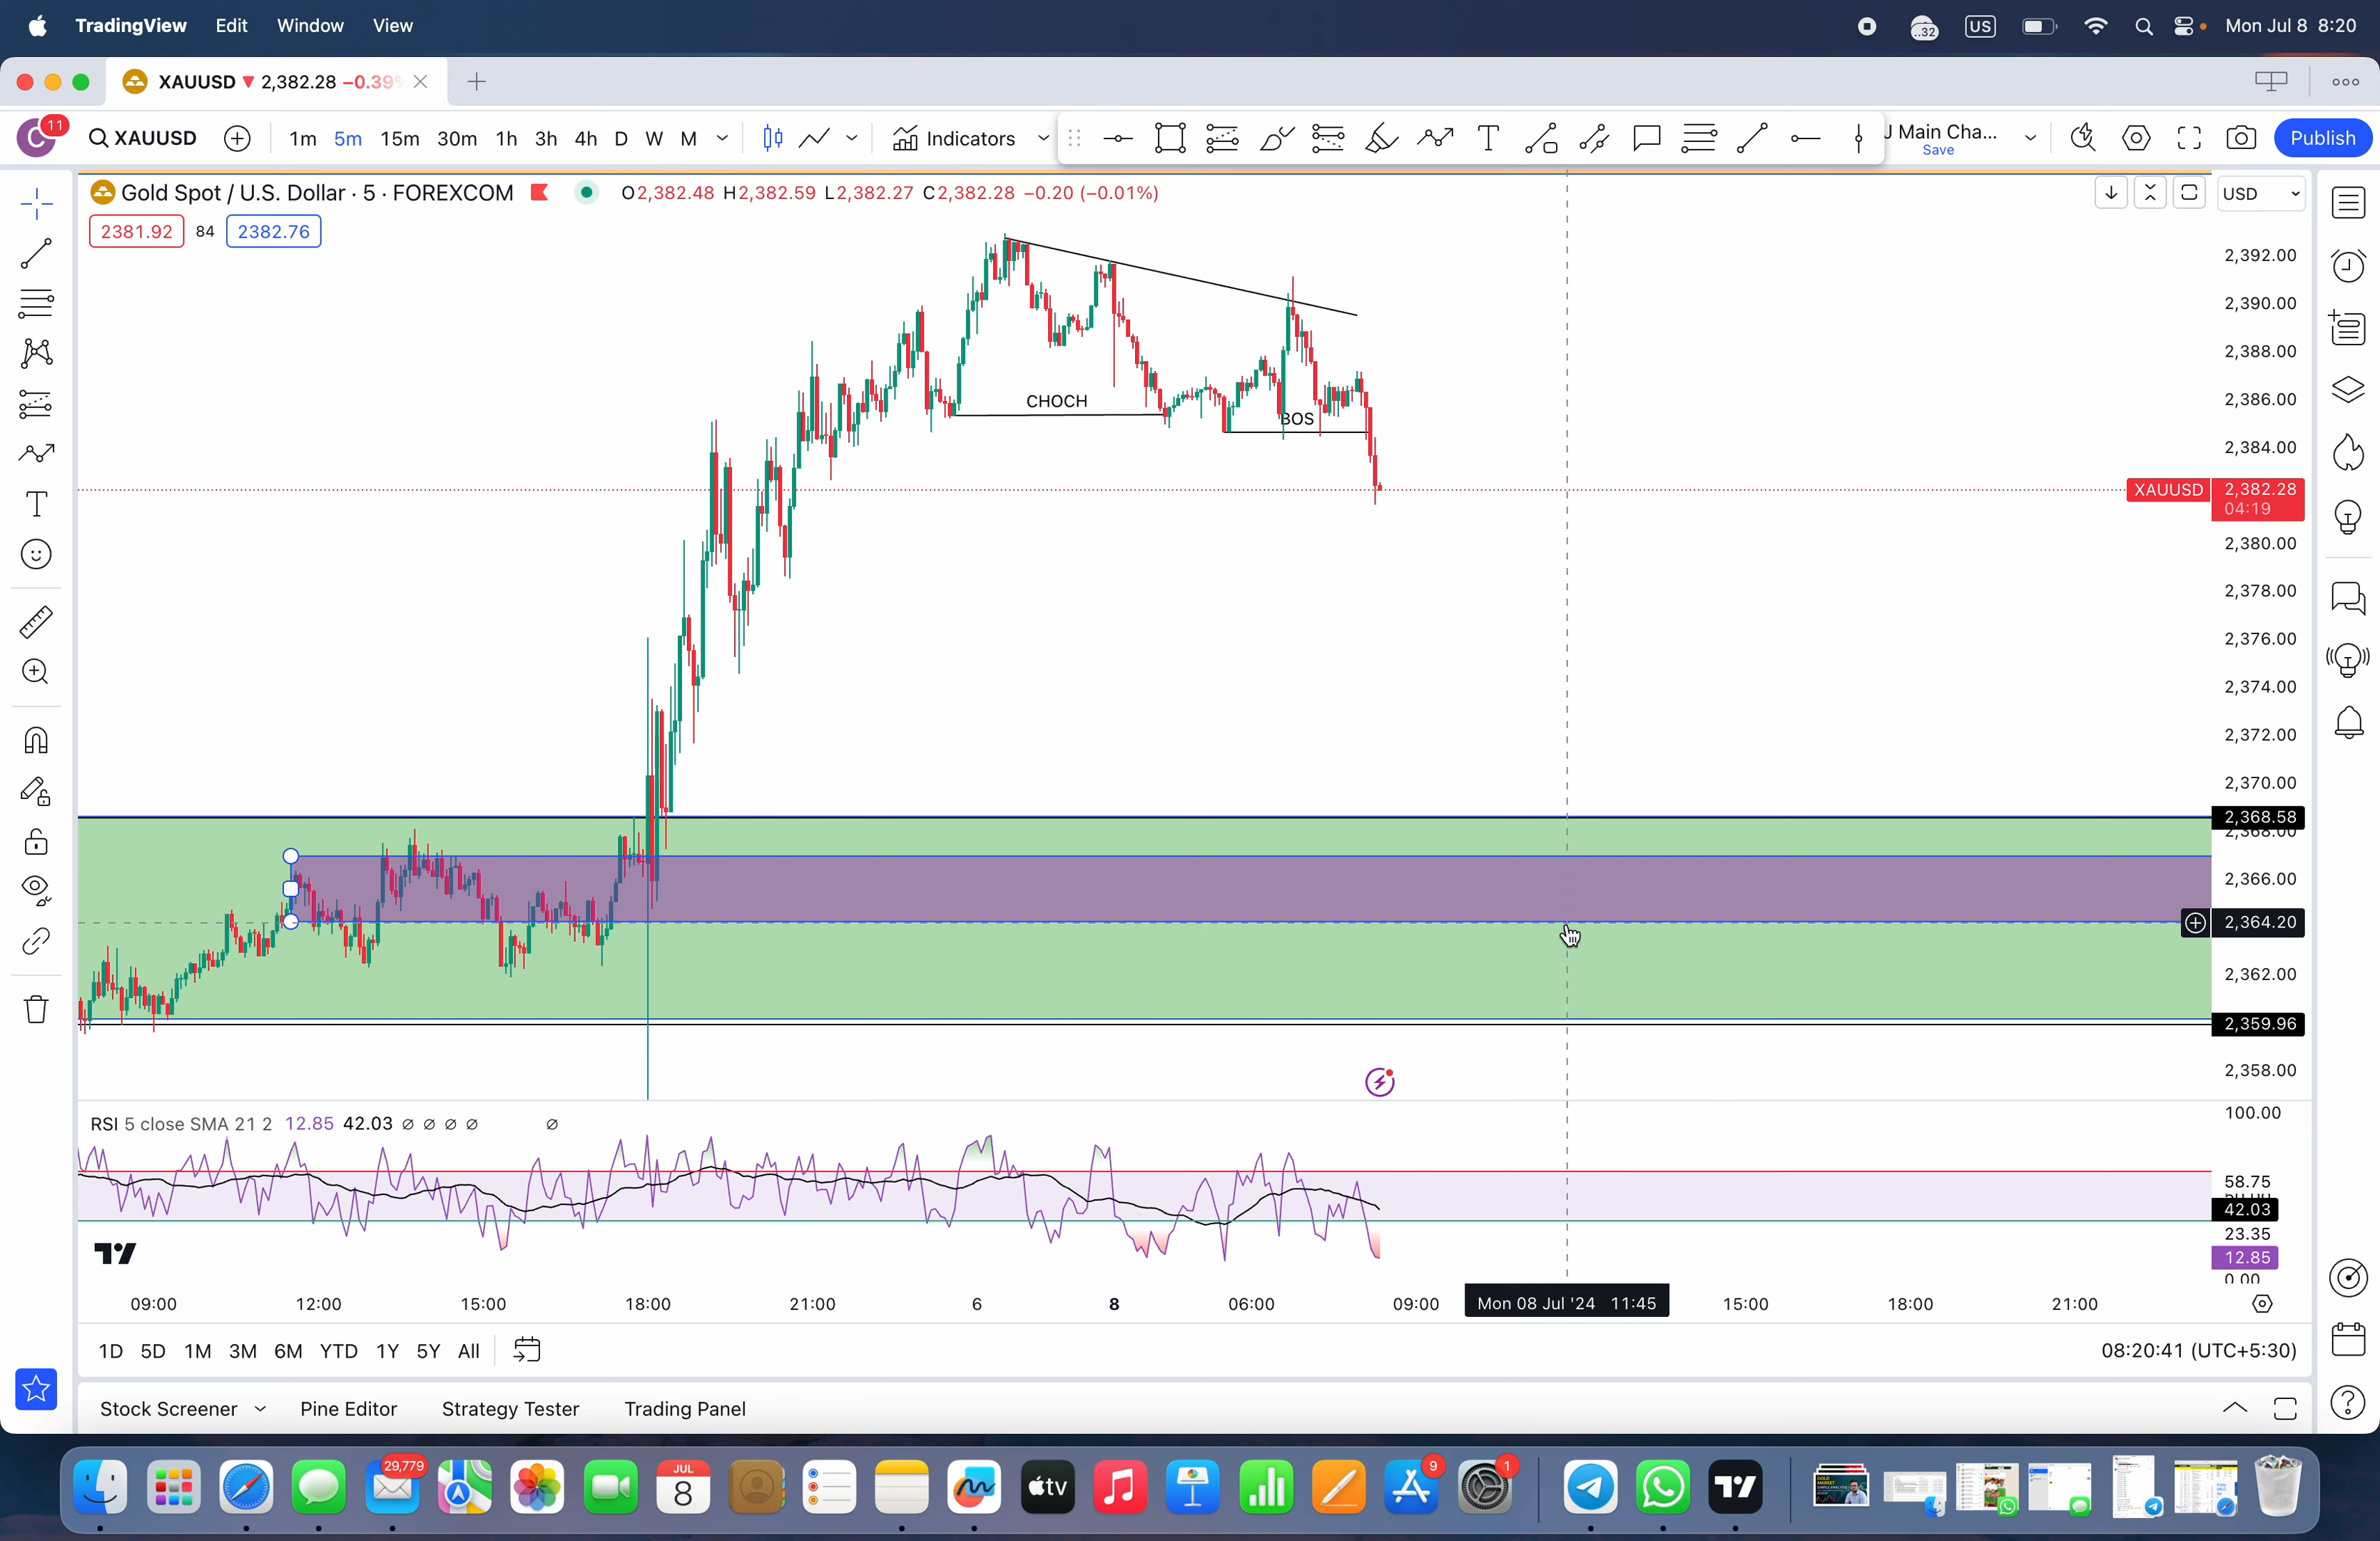 TradingView Edit Window View
..32 US Mon Jul 8 8:20
XAUUSD ▼ 2,382.28 −0.39%
C 11 XAUUSD 1m 5m 15m 30m 1h 3h 4h D W M Indicators T J Main Cha... Save Publish
Gold Spot / U.S. Dollar · 5 · FOREXCOM O2,382.48 H2,382.59 L2,382.27 C2,382.28 −0.20 (−0.01%)
USD
2381.92 84 2382.76
2,392.00
2,390.00
2,388.00
CHOCH
2,386.00
BOS
2,384.00
XAUUSD 2,382.28
04:19
2,380.00
2,378.00
2,376.00
2,374.00
2,372.00
2,370.00
2,368.58
2,368.00
2,366.00
2,364.20
2,362.00
2,359.96
2,358.00
RSI 5 close SMA 21 2 12.85 42.03 ∅ ∅ ∅ ∅ ∅
100.00
58.75
42.03
23.35
12.85
0.00
09:00 12:00 15:00 18:00 21:00 6 8 06:00 09:00 Mon 08 Jul '24 11:45 15:00 18:00 21:00
1D 5D 1M 3M 6M YTD 1Y 5Y All
08:20:41 (UTC+5:30)
Stock Screener Pine Editor Strategy Tester Trading Panel
29,779
JUL
8
tv
9
1